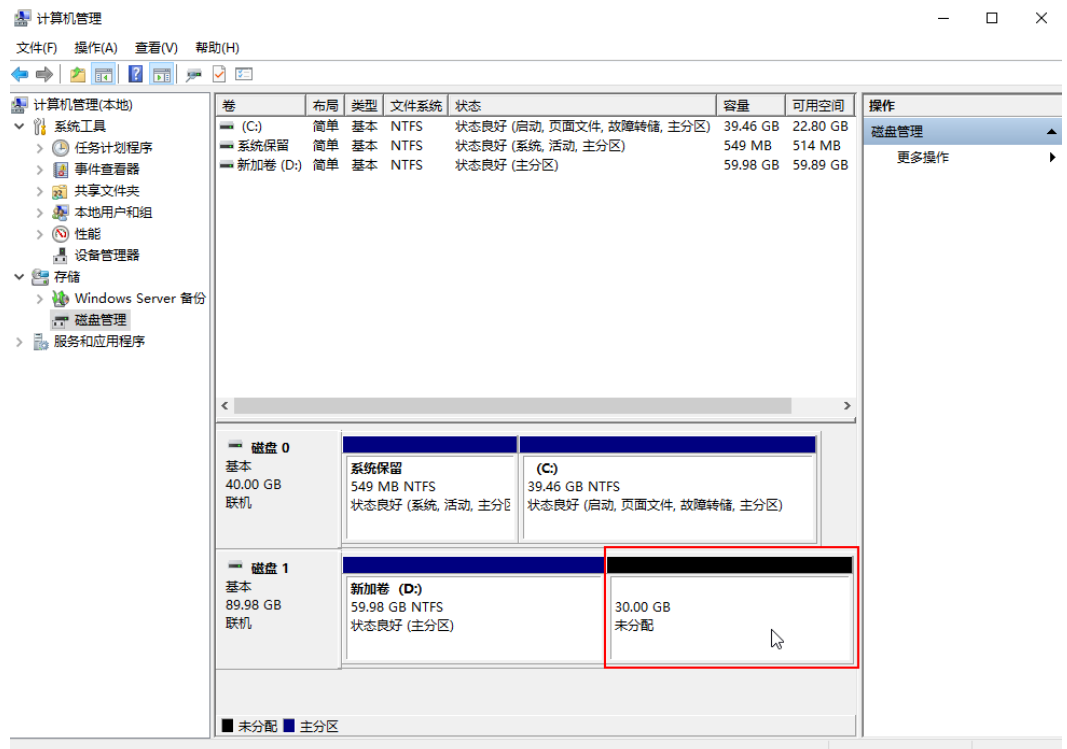 计算机管理
文件(F) 操作(A) 查看(V) 帮助(H)
计算机管理(本地)
系统工具
任务计划程序
事件查看器
共享文件夹
本地用户和组
性能
设备管理器
存储
Windows Server 备份
磁盘管理
服务和应用程序
卷 布局 类型 文件系统 状态 容量 可用空间
(C:) 简单 基本 NTFS 状态良好 (启动, 页面文件, 故障转储, 主分区) 39.46 GB 22.80 GB
系统保留 简单 基本 NTFS 状态良好 (系统, 活动, 主分区) 549 MB 514 MB
新加卷 (D:) 简单 基本 NTFS 状态良好 (主分区) 59.98 GB 59.89 GB
磁盘 0
基本
40.00 GB
联机
系统保留
549 MB NTFS
状态良好 (系统, 活动, 主分区
(C:)
39.46 GB NTFS
状态良好 (启动, 页面文件, 故障转储, 主分区)
磁盘 1
基本
89.98 GB
联机
新加卷 (D:)
59.98 GB NTFS
状态良好 (主分区)
30.00 GB
未分配
未分配 主分区
操作
磁盘管理
更多操作